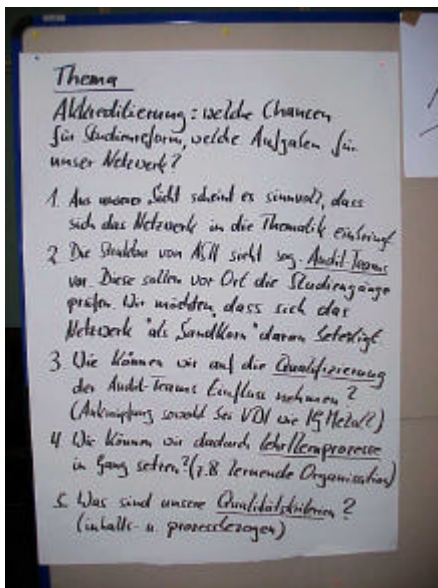 Thema
Akkreditierung: welche Chancen
für Studienreform, welche Aufgaben für
unser Netzwerk?
1. Aus unserer Sicht scheint es sinnvoll, dass
sich das Netzwerk in die Thematik einbringt
2. Die Struktur von ASII sieht sog. Audit-Teams
vor. Diese sollen vor Ort die Studiengänge
prüfen. Wir möchten, dass sich das
Netzwerk "als Sandkorn" daran beteiligt.
3. Wie können wir auf die Qualifizierung
der Audit-Teams Einfluss nehmen?
(Anknüpfung sowohl bei VDI wie IG Metall)
4. Wie können wir dadurch Lehr/Lernprozesse
in Gang setzen? (z.B. lernende Organisation)
5. Was sind unsere Qualitätskriterien?
(inhalts- u. prozessbezogen)